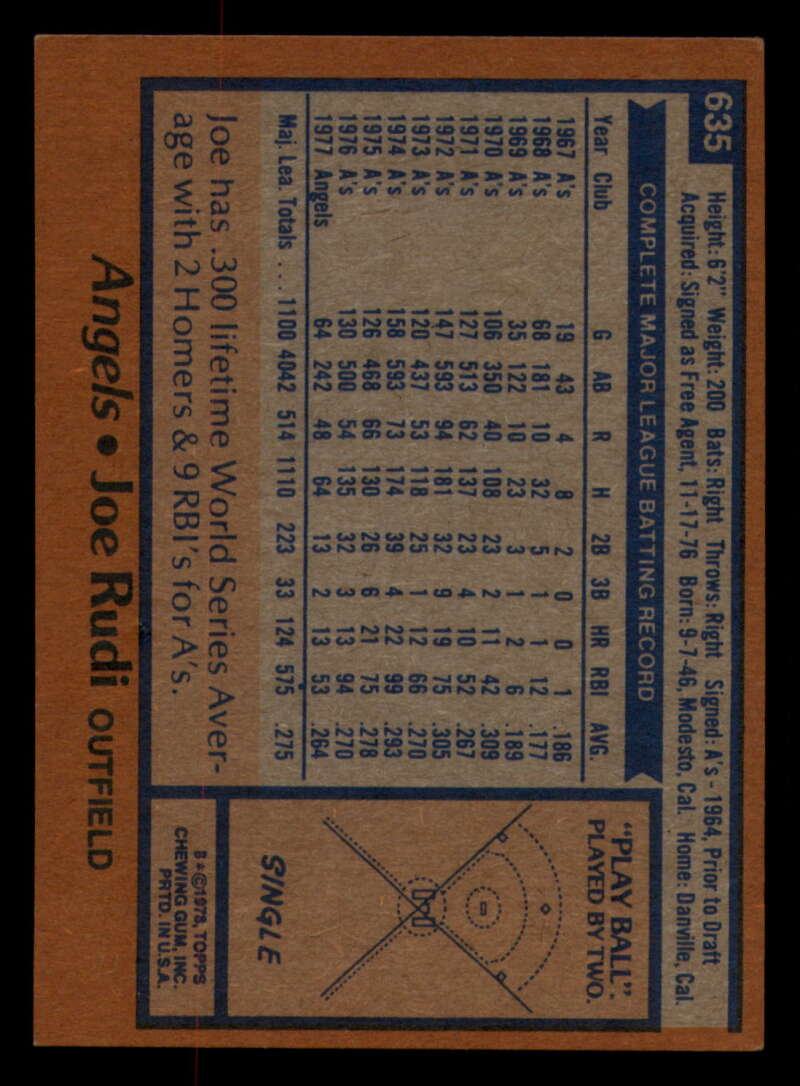 635
Height: 6'2" Weight: 200 Bats: Right Throws: Right Signed: A's - 1964, Prior to Draft
Acquired: Signed as Free Agent, 11-17-76 Born: 9-7-46, Modesto, Cal. Home: Danville, Cal.
COMPLETE MAJOR LEAGUE BATTING RECORD
Year Club G AB R H 2B 3B HR RBI AVG.
1967 A's 19 43 4 8 2 0 0 1 .186
1968 A's 68 181 10 32 5 1 1 12 .177
1969 A's 35 122 10 23 3 1 2 6 .189
1970 A's 106 350 40 108 23 2 11 42 .309
1971 A's 127 513 62 137 23 4 10 52 .267
1972 A's 147 593 94 181 32 9 19 75 .305
1973 A's 120 437 53 118 25 1 12 66 .270
1974 A's 158 593 73 174 39 4 22 99 .293
1975 A's 126 468 66 130 26 6 21 75 .278
1976 A's 130 500 54 135 32 3 13 94 .270
1977 Angels 64 242 48 64 13 2 13 53 .264
Maj. Lea. Totals . . . 1100 4042 514 1110 223 33 124 575 .275
Joe has .300 lifetime World Series Aver-
age with 2 Homers & 9 RBI's for A's.
"PLAY BALL".
PLAYED BY TWO.
SINGLE
B*©1978, TOPPS
CHEWING GUM, INC.
PRTD. IN U.S.A.
Angels • Joe Rudi OUTFIELD